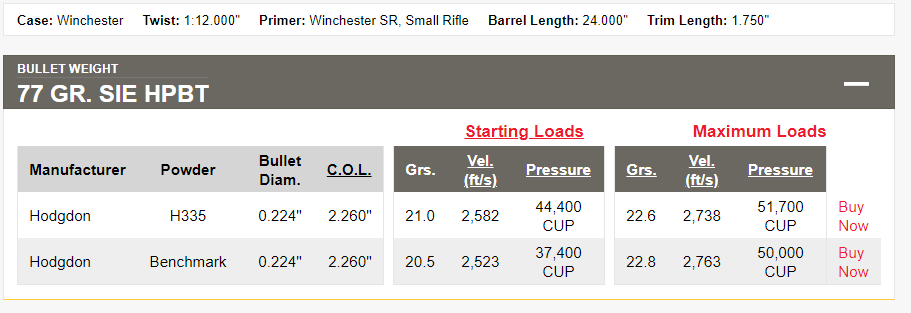 Case: Winchester Twist: 1:12.000" Primer: Winchester SR, Small Rifle Barrel Length: 24.000" Trim Length: 1.750"
BULLET WEIGHT
77 GR. SIE HPBT
Starting Loads Maximum Loads
Manufacturer Powder Bullet Diam. C.O.L. Grs. Vel. (ft/s) Pressure Grs. Vel. (ft/s) Pressure
Hodgdon H335 0.224" 2.260" 21.0 2,582 44,400 CUP 22.6 2,738 51,700 CUP Buy Now
Hodgdon Benchmark 0.224" 2.260" 20.5 2,523 37,400 CUP 22.8 2,763 50,000 CUP Buy Now